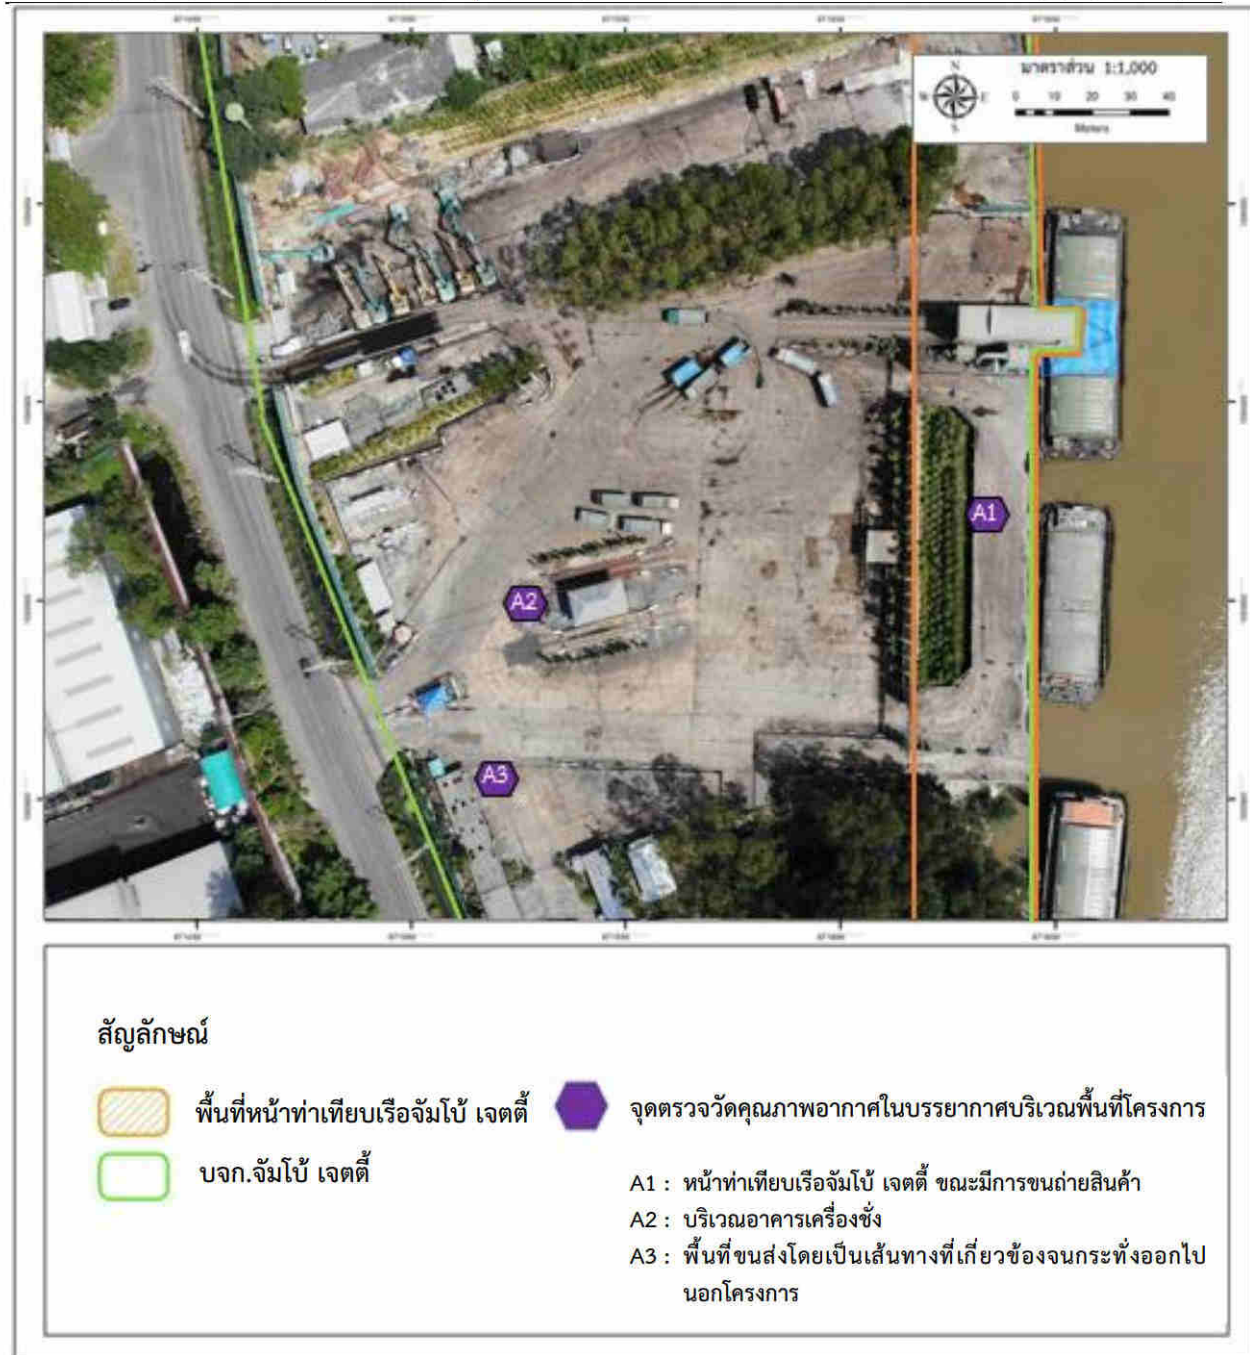 มาตราส่วน 1:1,000
N
W E
S
0 10 20 30 40
Meters
A1
A2
A3
สัญลักษณ์
พื้นที่หน้าท่าเทียบเรือจัมโบ้ เจตตี้
บจก.จัมโบ้ เจตตี้
จุดตรวจวัดคุณภาพอากาศในบรรยากาศบริเวณพื้นที่โครงการ
A1 : หน้าท่าเทียบเรือจัมโบ้ เจตตี้ ขณะมีการขนถ่ายสินค้า
A2 : บริเวณอาคารเครื่องชั่ง
A3 : พื้นที่ขนส่งโดยเป็นเส้นทางที่เกี่ยวข้องจนกระทั่งออกไป
นอกโครงการ